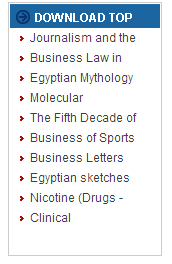 DOWNLOAD TOP
Journalism and the
Business Law in
Egyptian Mythology
Molecular
The Fifth Decade of
Business of Sports
Business Letters
Egyptian sketches
Nicotine (Drugs -
Clinical